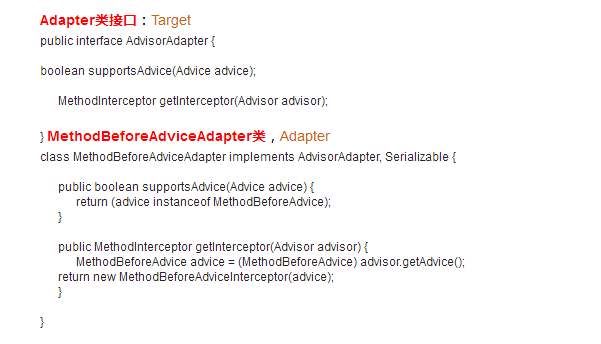 Adapter类接口：Target
public interface AdvisorAdapter {
boolean supportsAdvice(Advice advice);
MethodInterceptor getInterceptor(Advisor advisor);
} MethodBeforeAdviceAdapter类，Adapter
class MethodBeforeAdviceAdapter implements AdvisorAdapter, Serializable {
public boolean supportsAdvice(Advice advice) {
return (advice instanceof MethodBeforeAdvice);
}
public MethodInterceptor getInterceptor(Advisor advisor) {
MethodBeforeAdvice advice = (MethodBeforeAdvice) advisor.getAdvice();
return new MethodBeforeAdviceInterceptor(advice);
}
}